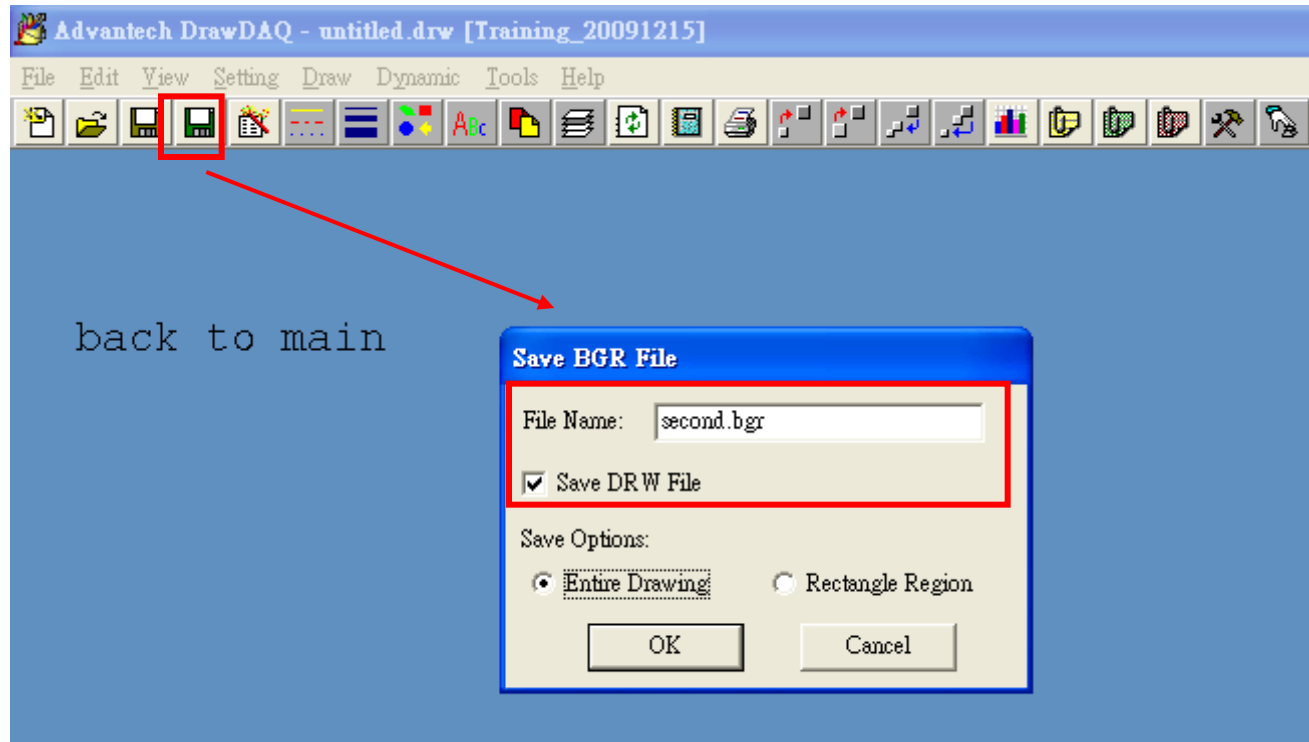 Advantech DrawDAQ - untitled.drw [Training_20091215]
File Edit View Setting Draw Dynamic Tools Help
ABc
back to main
Save BGR File
File Name: second.bgr
Save DRW File
Save Options:
Entire Drawing Rectangle Region
OK Cancel